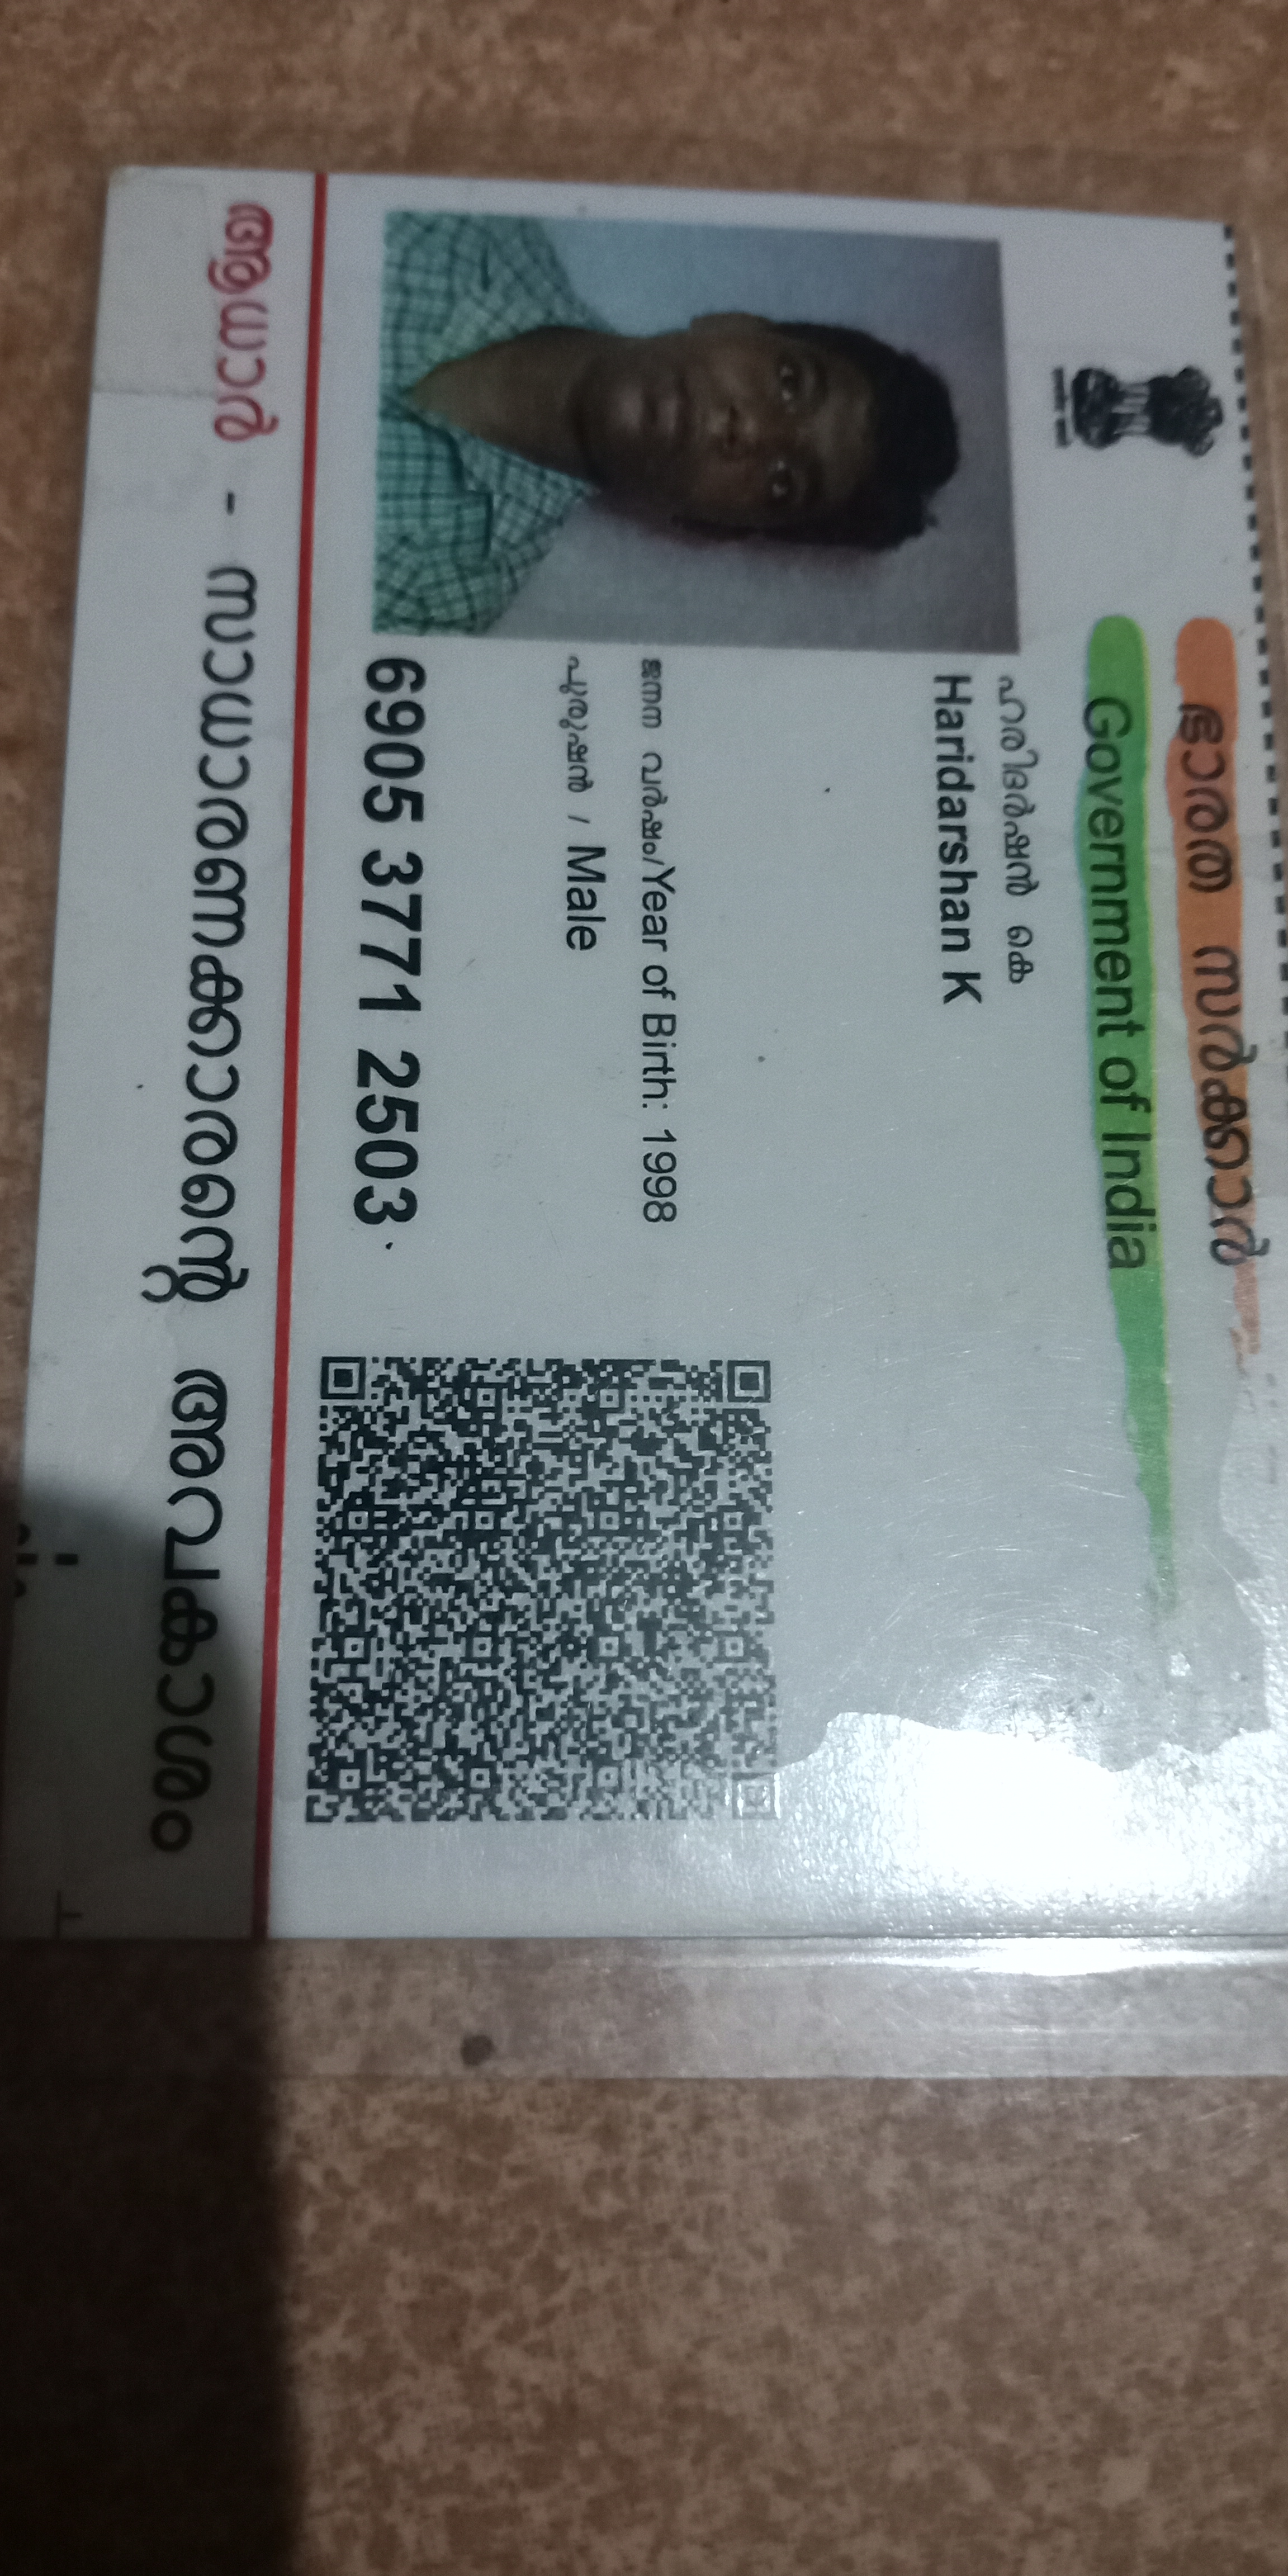 ഭാരത സർക്കാർ
Government of India
ഹരിദർഷൻ കെ
Haridarshan K
ജനന വർഷം/Year of Birth: 1998
പുരുഷൻ / Male
6905 3771 2503
ആധാർ - സാധാരണക്കാരന്റെ അവകാശം